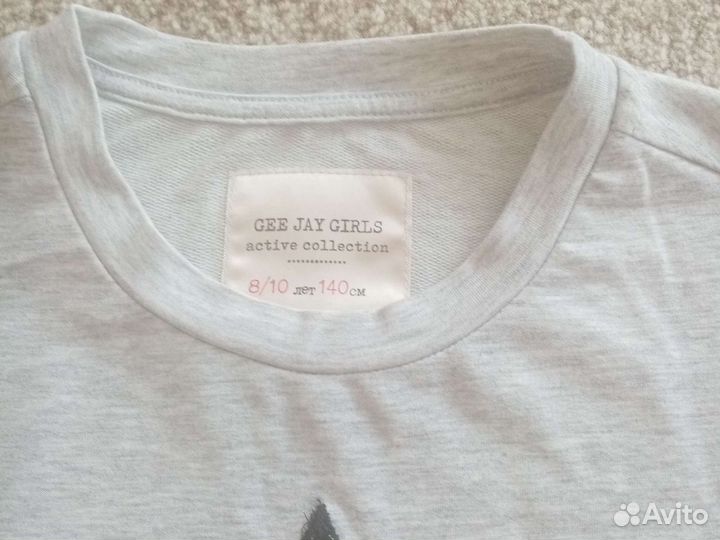 GEE JAY GIRLS
active collection
8/10 лет 140см
Avito